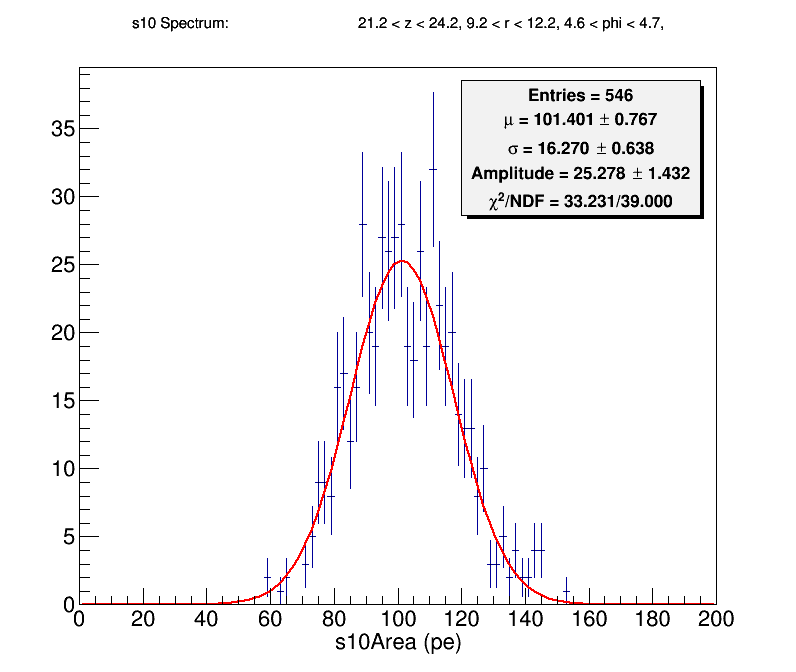 s10 Spectrum: 21.2 < z < 24.2, 9.2 < r < 12.2, 4.6 < phi < 4.7,
Entries = 546
μ = 101.401 ± 0.767
σ = 16.270 ± 0.638
Amplitude = 25.278 ± 1.432
χ²/NDF = 33.231/39.000
35
30
25
20
15
10
5
0
0 20 40 60 80 100 120 140 160 180 200
s10Area (pe)